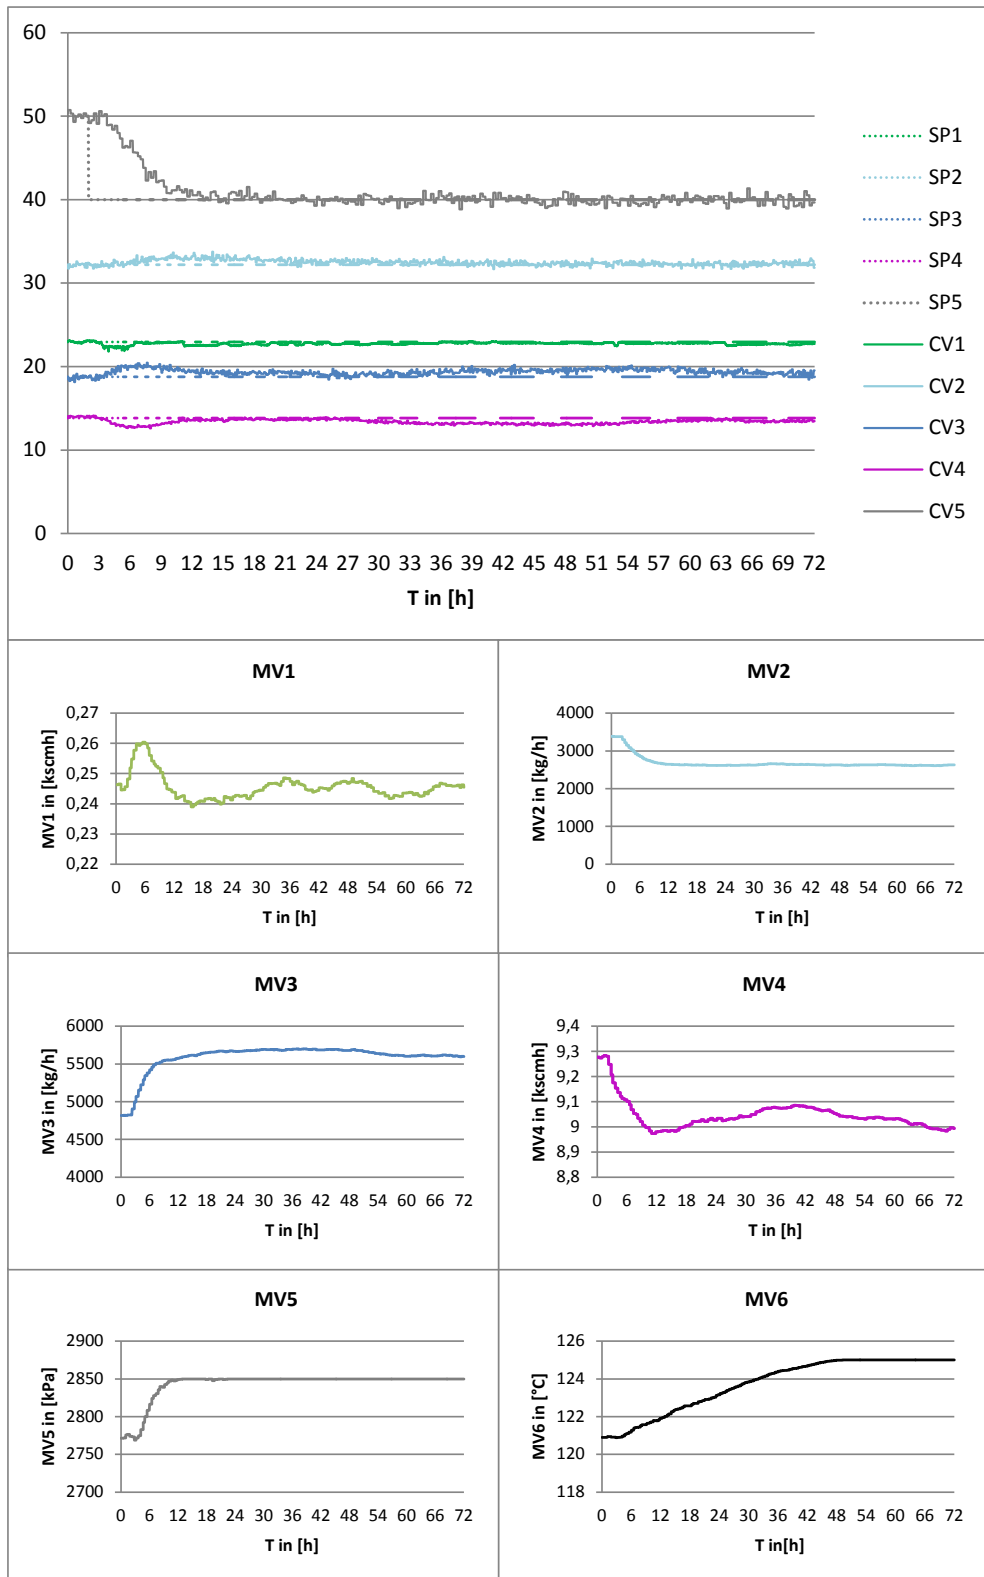 60
50
40
30
20
10
0
0 3 6 9 12 15 18 21 24 27 30 33 36 39 42 45 48 51 54 57 60 63 66 69 72
T in [h]
SP1
SP2
SP3
SP4
SP5
CV1
CV2
CV3
CV4
CV5
MV1
MV1 in [kscmh]
0,27
0,26
0,25
0,24
0,23
0,22
0 6 12 18 24 30 36 42 48 54 60 66 72
T in [h]
MV2
MV2 in [kg/h]
4000
3000
2000
1000
0
0 6 12 18 24 30 36 42 48 54 60 66 72
T in [h]
MV3
MV3 in [kg/h]
6000
5500
5000
4500
4000
0 6 12 18 24 30 36 42 48 54 60 66 72
T in [h]
MV4
MV4 in [kscmh]
9,4
9,3
9,2
9,1
9
8,9
8,8
0 6 12 18 24 30 36 42 48 54 60 66 72
T in [h]
MV5
MV5 in [kPa]
2900
2850
2800
2750
2700
0 6 12 18 24 30 36 42 48 54 60 66 72
T in [h]
MV6
MV6 in [°C]
126
124
122
120
118
0 6 12 18 24 30 36 42 48 54 60 66 72
T in[h]